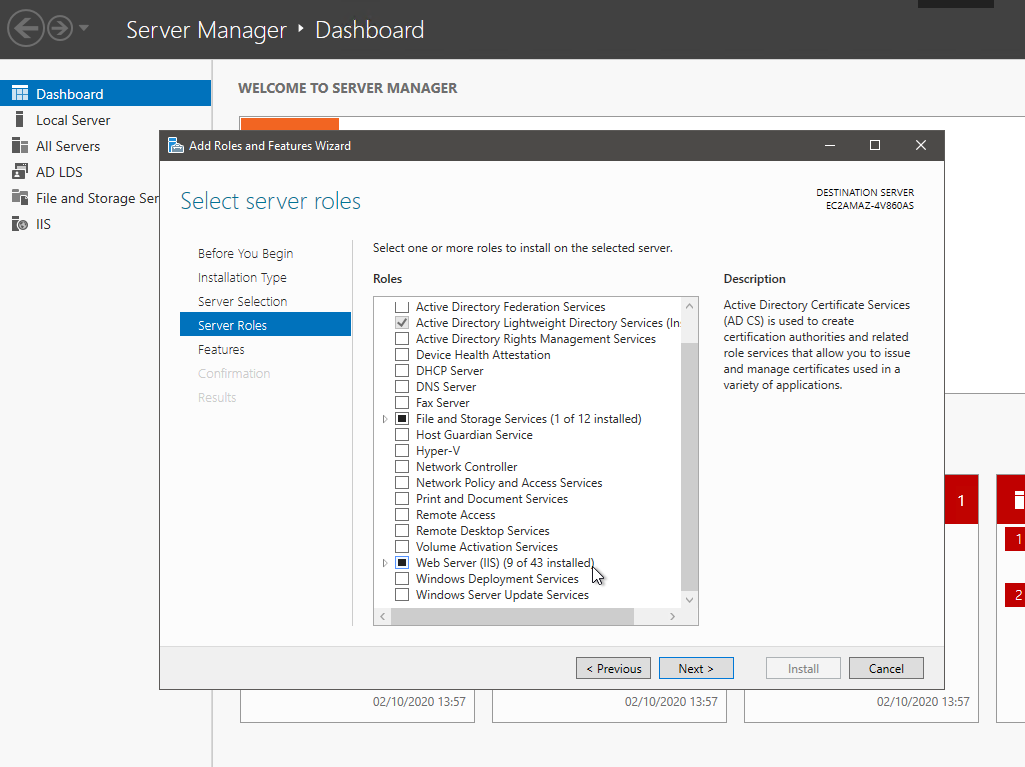 Server Manager ‣ Dashboard
Dashboard
Local Server
All Servers
AD LDS
File and Storage Ser
IIS
WELCOME TO SERVER MANAGER
Add Roles and Features Wizard
Select server roles
DESTINATION SERVER
EC2AMAZ-4V860AS
Before You Begin
Installation Type
Server Selection
Server Roles
Features
Confirmation
Results
Select one or more roles to install on the selected server.
Roles
Active Directory Federation Services
Active Directory Lightweight Directory Services (Ins
Active Directory Rights Management Services
Device Health Attestation
DHCP Server
DNS Server
Fax Server
File and Storage Services (1 of 12 installed)
Host Guardian Service
Hyper-V
Network Controller
Network Policy and Access Services
Print and Document Services
Remote Access
Remote Desktop Services
Volume Activation Services
Web Server (IIS) (9 of 43 installed)
Windows Deployment Services
Windows Server Update Services
Description
Active Directory Certificate Services
(AD CS) is used to create
certification authorities and related
role services that allow you to issue
and manage certificates used in a
variety of applications.
< Previous
Next >
Install
Cancel
1
1
2
02/10/2020 13:57
02/10/2020 13:57
02/10/2020 13:57